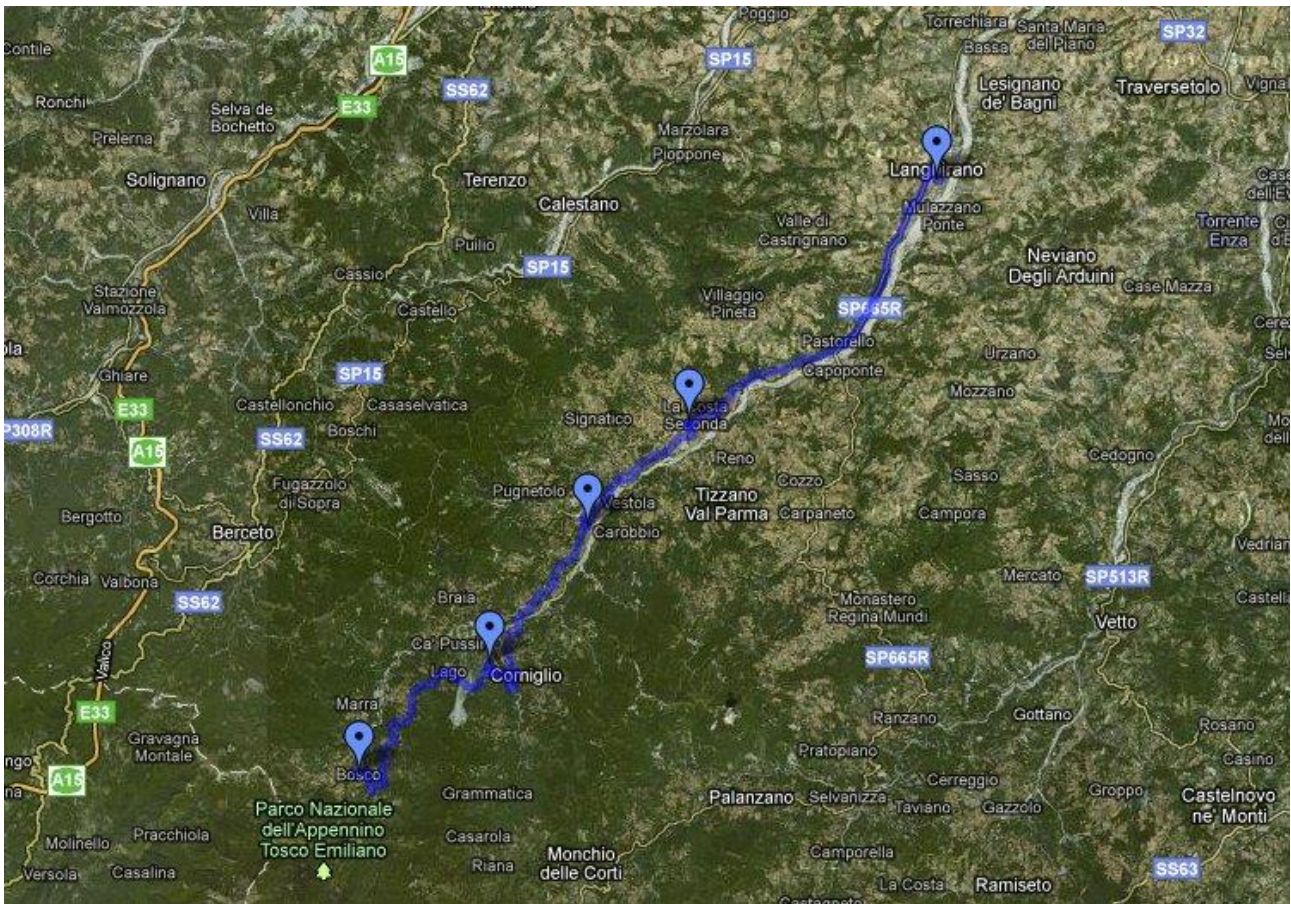 Poggio
Torrechiara
Santa Maria
del Piano
SP32
Contile
A15
SP15
Bassa
SS62
Lesignano
de' Bagni
Traversetolo
Ronchi
E33
Selva de
Bochetto
Prelerna
Marzolara
Pioppone
Solignano
Terenzo
Langhirano
Calestano
Villa
Mulazzano
Ponte
Valle di
Castrignano
Torrente
Enza
Puilio
Neviano
Degli Arduini
SP15
Cassio
Case Mazza
Stazione
Valmozzola
Villaggio
Pineta
Castello
SP665R
Pastorello
Urzano
Capoponte
Ghiare
SP15
Mozzano
E33
Castellonchio
Casaselvatica
La Costa
Seconda
Signatico
P308R
SS62
Boschi
A15
Reno
Cedogno
Fugazzolo
di Sopra
Pugnetolo
Vestola
Tizzano
Val Parma
Cozzo
Sasso
Bergotto
Berceto
Carobbio
Carpaneto
Campora
Corchia
Valbona
Mercato
SP513R
SS62
Braia
Monastero
Regina Mundi
Vetto
Ca' Pussini
Valico
Lago
Corniglio
SP665R
E33
Marra
Ranzano
Gottano
Rosano
Gravagna
Montale
Pratopiano
Casino
A15
Bosco
Grammatica
Cerreggio
Palanzano
Selvanizza
Taviano
Gazzolo
Groppo
Castelnovo
ne' Monti
Parco Nazionale
dell'Appennino
Tosco Emiliano
Molinello
Pracchiola
Casarola
Monchio
delle Corti
Camporella
Riana
SS63
Versola
Casalina
La Costa
Ramiseto
Castagneto